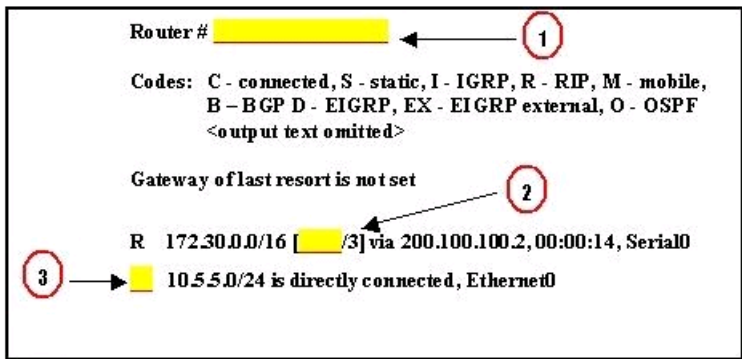 Router #
1
Codes: C - connected, S - static, I - IGRP, R - RIP, M - mobile,
B – BGP D - EIGRP, EX - EIGRP external, O - OSPF
<output text omitted>
Gateway of last resort is not set
2
R 172.30.0.0/16 [ /3] via 200.100.100.2, 00:00:14, Serial0
3
10.5.5.0/24 is directly connected, Ethernet0